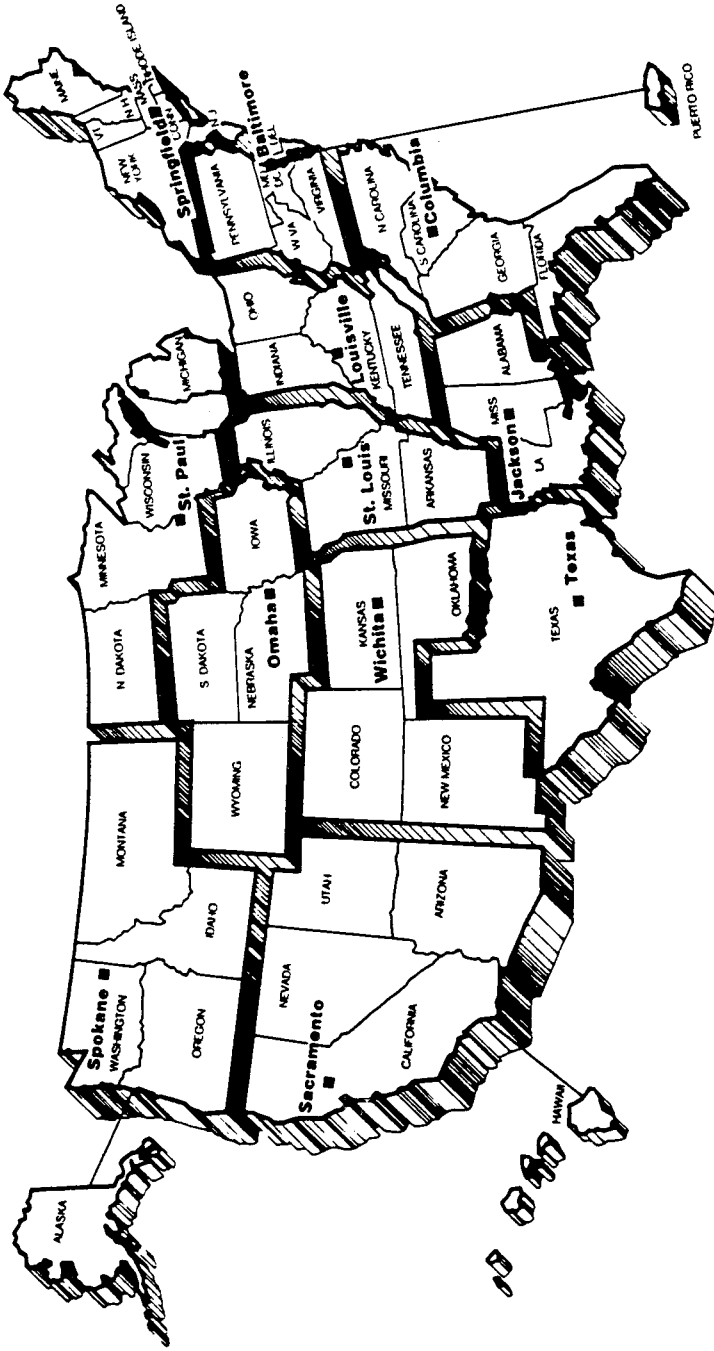 ALASKA
Spokane
WASHINGTON
OREGON
MONTANA
IDAHO
WYOMING
N DAKOTA
S DAKOTA
NEBRASKA
Omaha
MINNESOTA
WISCONSIN
St. Paul
IOWA
MICHIGAN
Sacramento
NEVADA
CALIFORNIA
UTAH
ARIZONA
COLORADO
NEW MEXICO
KANSAS
Wichita
OKLAHOMA
TEXAS
Texas
ILLINOIS
St. Louis
MISSOURI
ARKANSAS
INDIANA
OHIO
Louisville
KENTUCKY
TENNESSEE
MISS
Jackson
LA
ALABAMA
GEORGIA
FLORIDA
N CAROLINA
S CAROLINA
Columbia
PENNSYLVANIA
W VA
VIRGINIA
DC
DEL
Baltimore
N J
NEW
YORK
VT
N H
MAINE
MASS
RHODE ISLAND
CONN
Springfield
HAWAII
PUERTO RICO